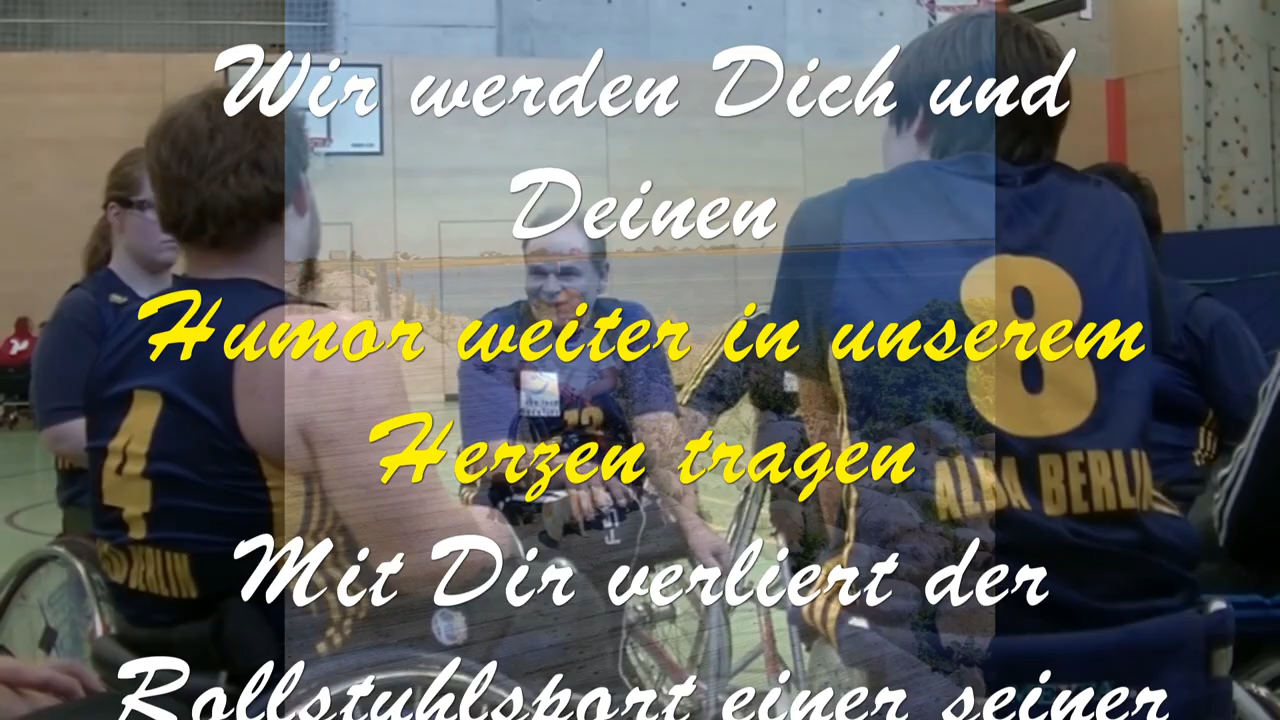 Wir werden Dich und
Deinen
Humor weiter in unserem
Herzen tragen
Mit Dir verliert der
Rollstuhlsport einer seiner
4
8
ALBA BERLIN